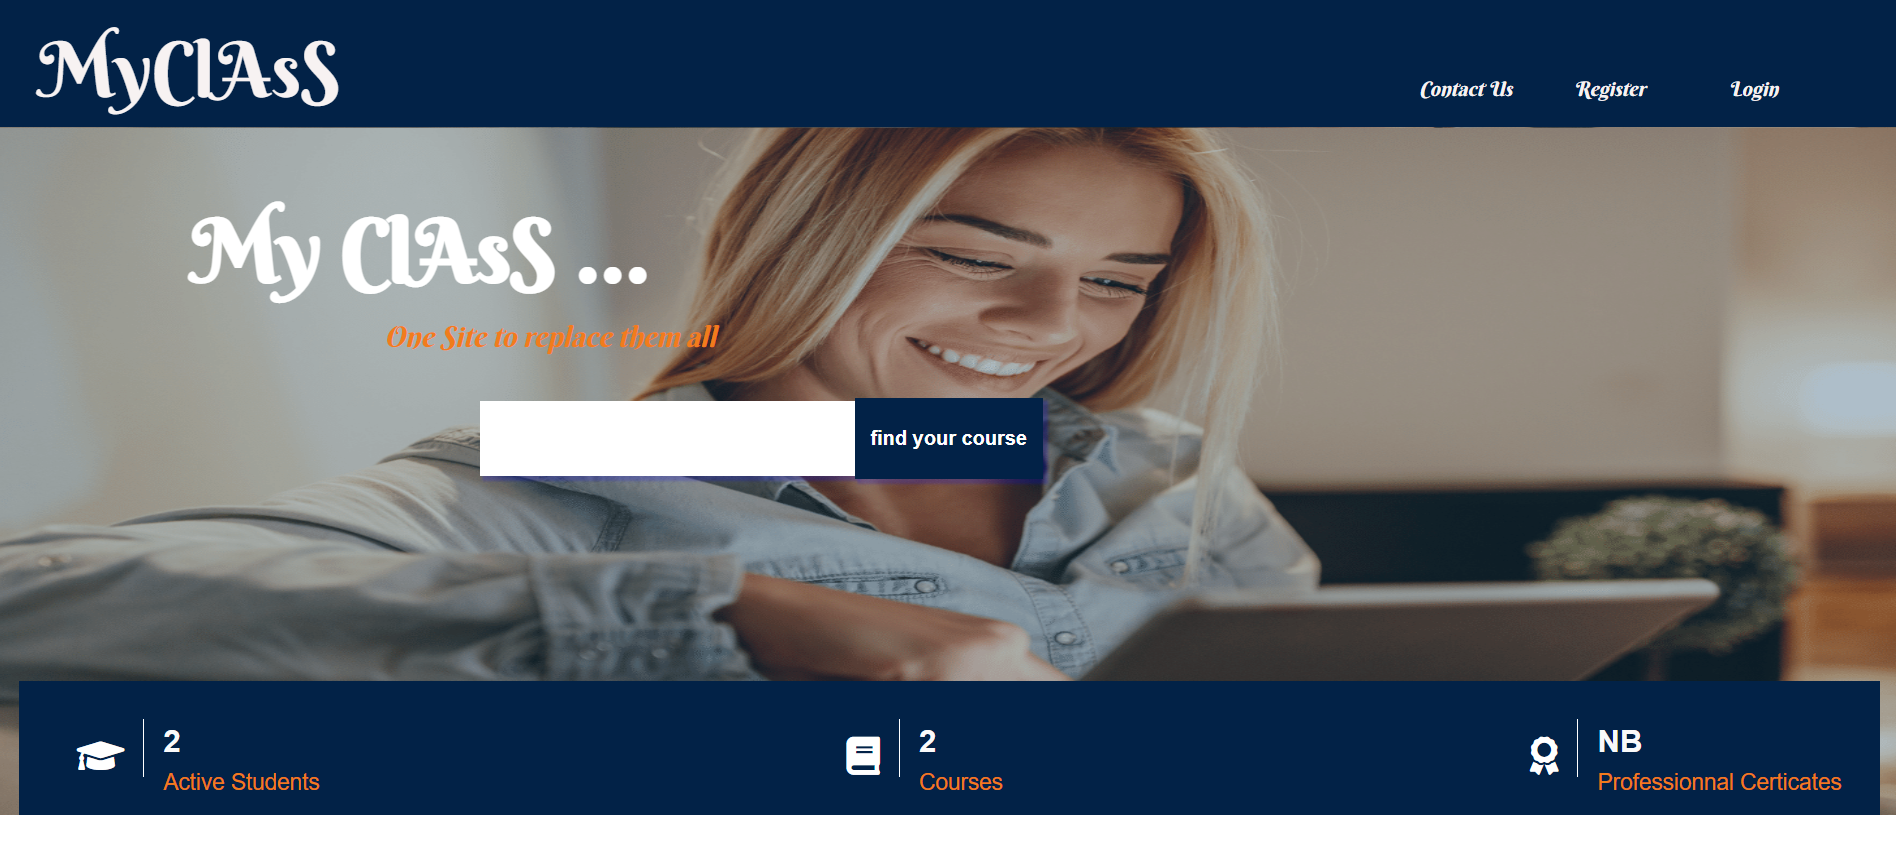 MyClAsS
Contact Us Register Login
My ClAsS ...
One Site to replace them all
find your course
2
Active Students
2
Courses
NB
Professionnal Certicates